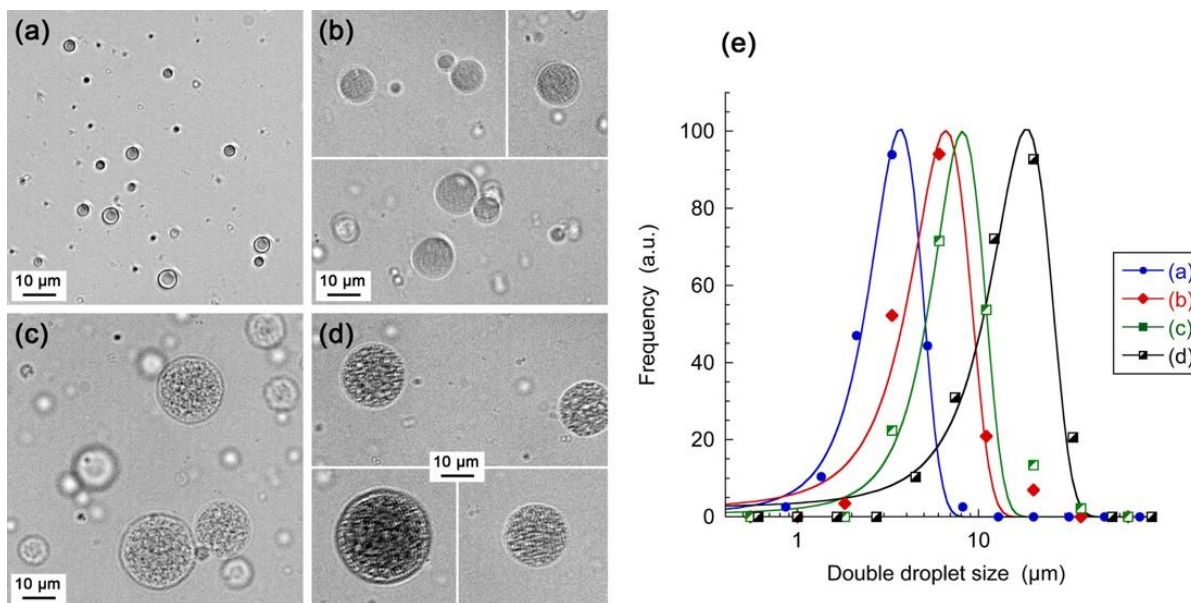 (a)
10 µm
(b)
10 µm
(c)
10 µm
(d)
10 µm
(e)
Frequency (a.u.)
100
80
60
40
20
0
1
10
Double droplet size (µm)
(a)
(b)
(c)
(d)